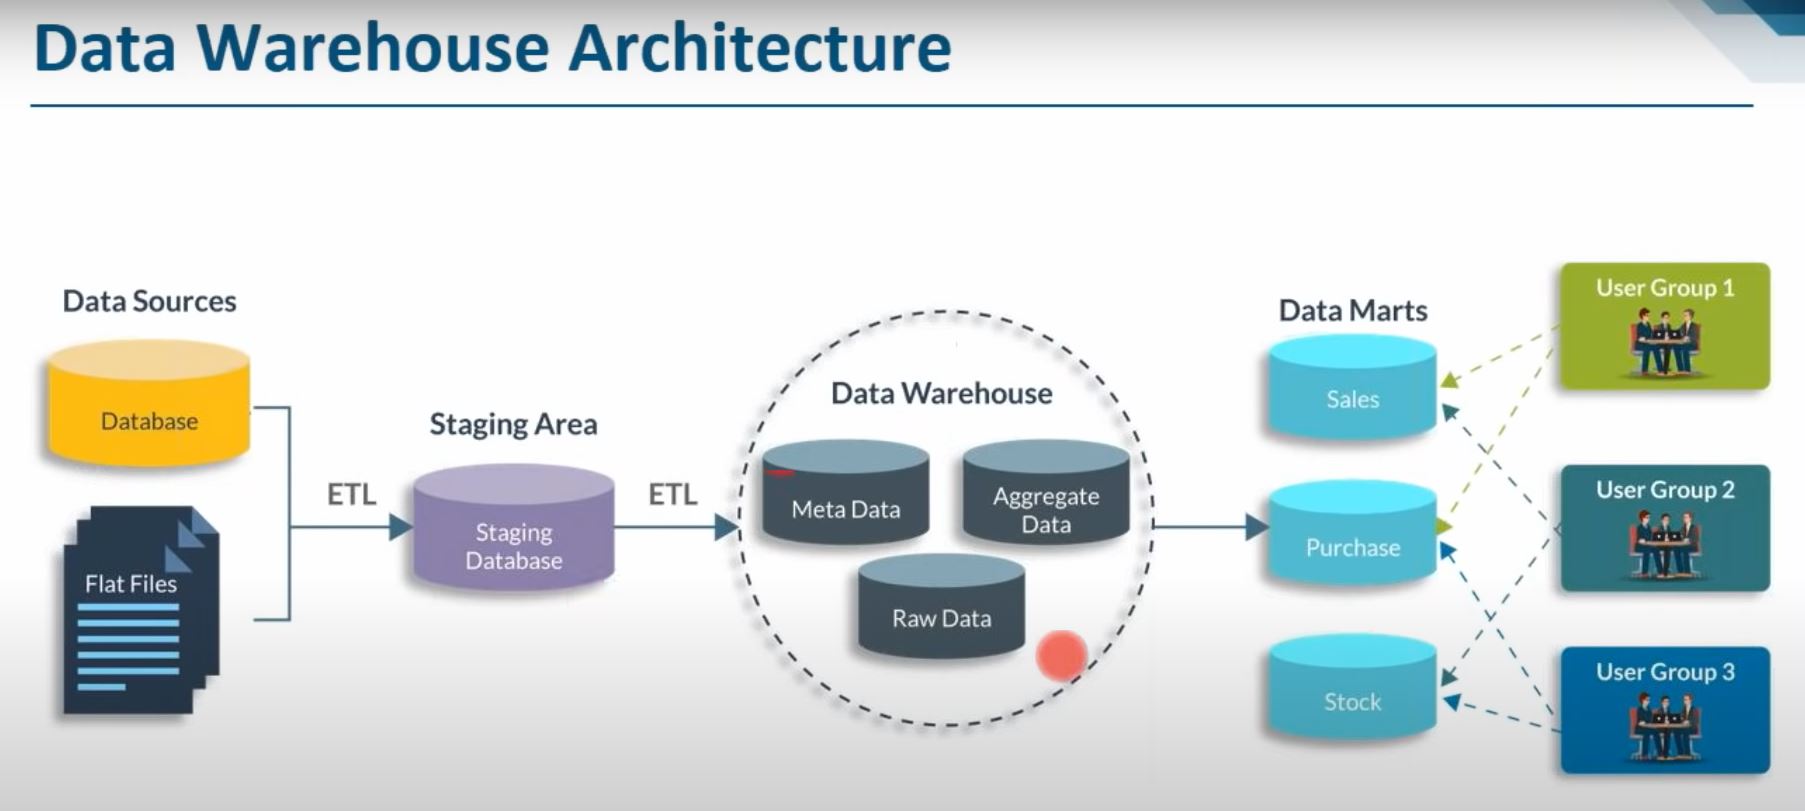 Data Warehouse Architecture
Data Sources
Database
Flat Files
ETL
Staging Area
Staging
Database
ETL
Data Warehouse
Meta Data
Aggregate
Data
Raw Data
Data Marts
Sales
Purchase
Stock
User Group 1
User Group 2
User Group 3